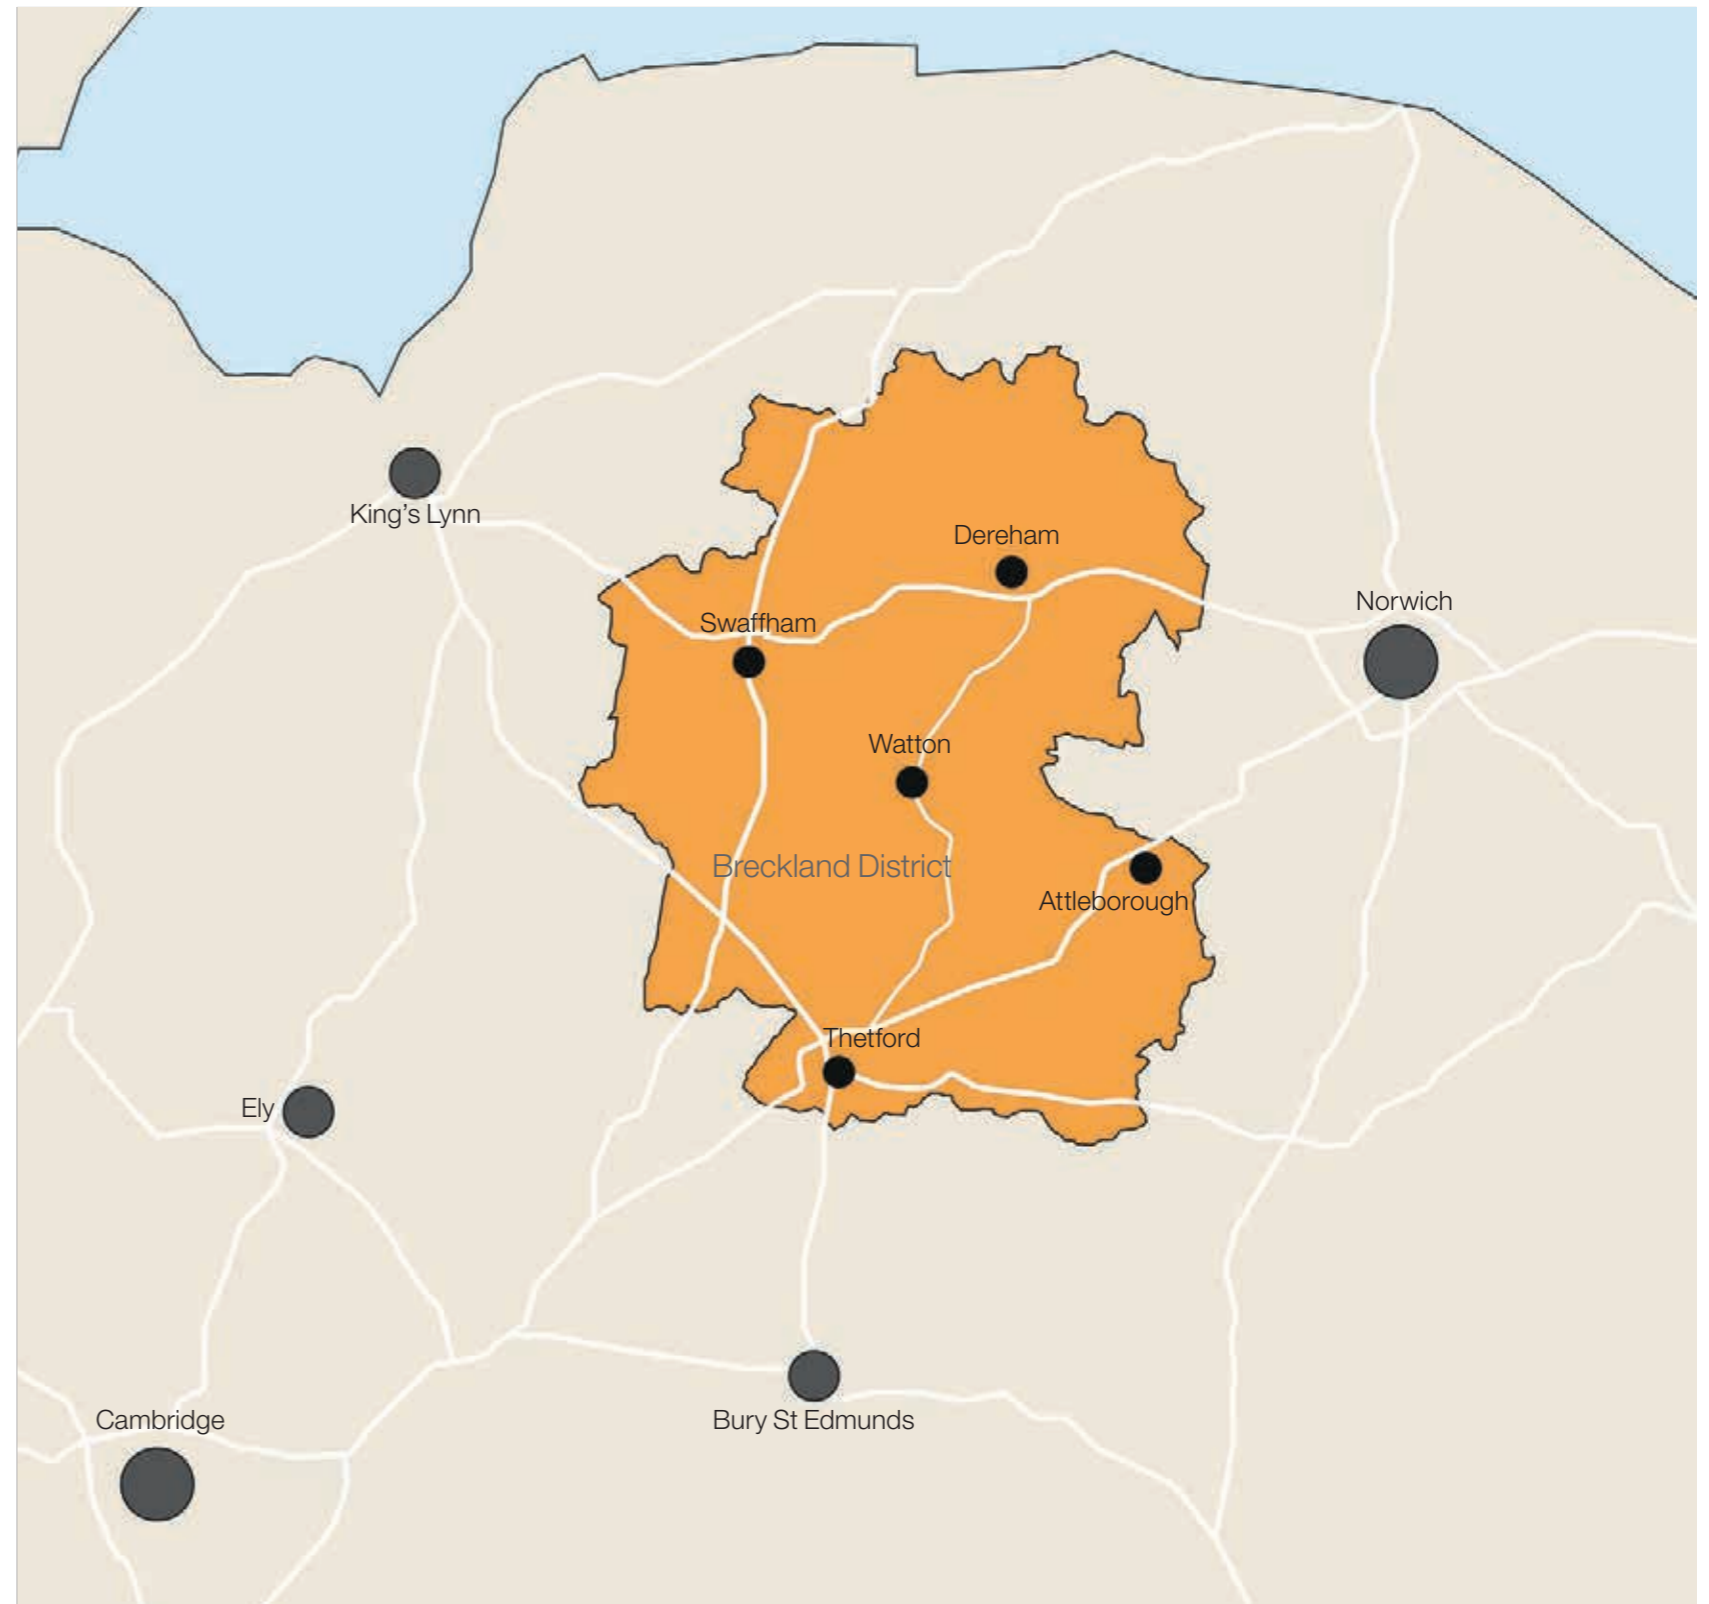 King's Lynn
Dereham
Norwich
Swaffham
Watton
Breckland District
Attleborough
Thetford
Ely
Cambridge
Bury St Edmunds